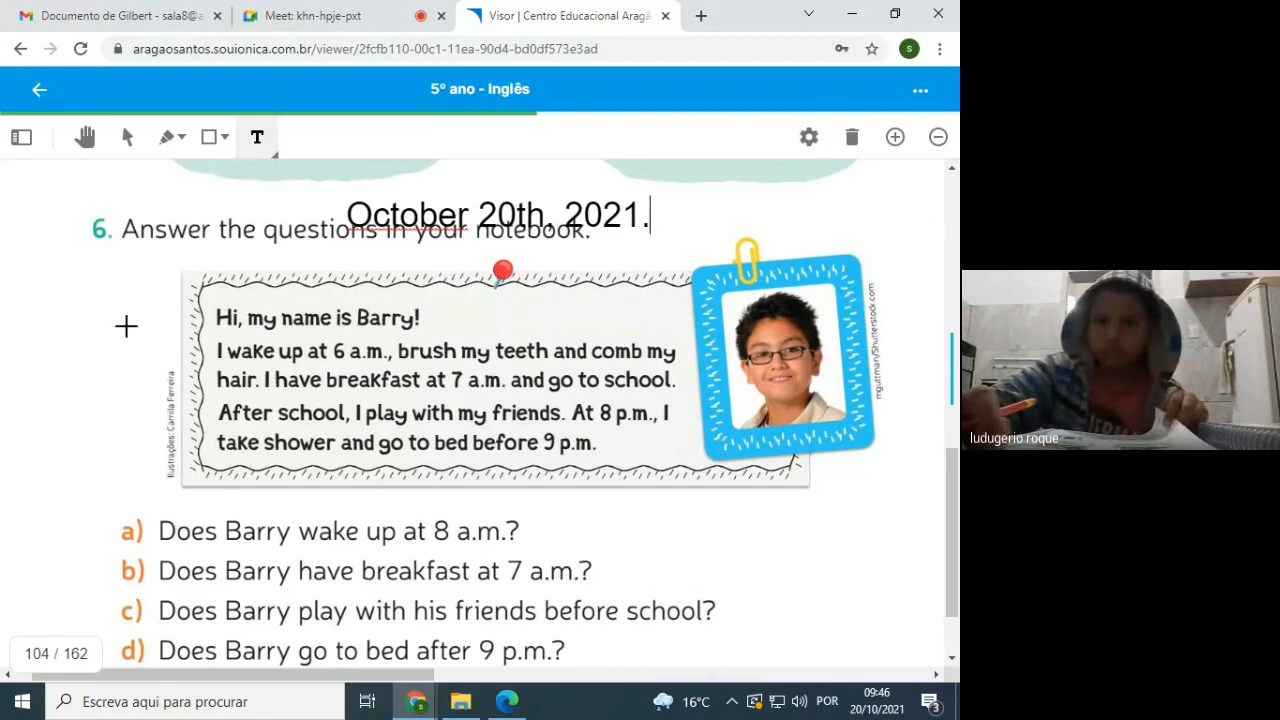 Documento de Gilbert - sala8@a
Meet: khn-hpje-pxt
Visor | Centro Educacional Aragã
aragaosantos.souionica.com.br/viewer/2fcfb110-00c1-11ea-90d4-bd0df573e3ad
S
5º ano - Inglês
T
October 20th, 2021.
6. Answer the questions in your notebook.
Hi, my name is Barry!
I wake up at 6 a.m., brush my teeth and comb my
hair. I have breakfast at 7 a.m. and go to school.
After school, I play with my friends. At 8 p.m., I
take shower and go to bed before 9 p.m.
Ilustrações: Camila Ferreira
mguttman/Shutterstock.com
a) Does Barry wake up at 8 a.m.?
b) Does Barry have breakfast at 7 a.m.?
c) Does Barry play with his friends before school?
d) Does Barry go to bed after 9 p.m.?
104 / 162
ludugerio roque
Escreva aqui para procurar
16°C
POR
09:46
20/10/2021
3